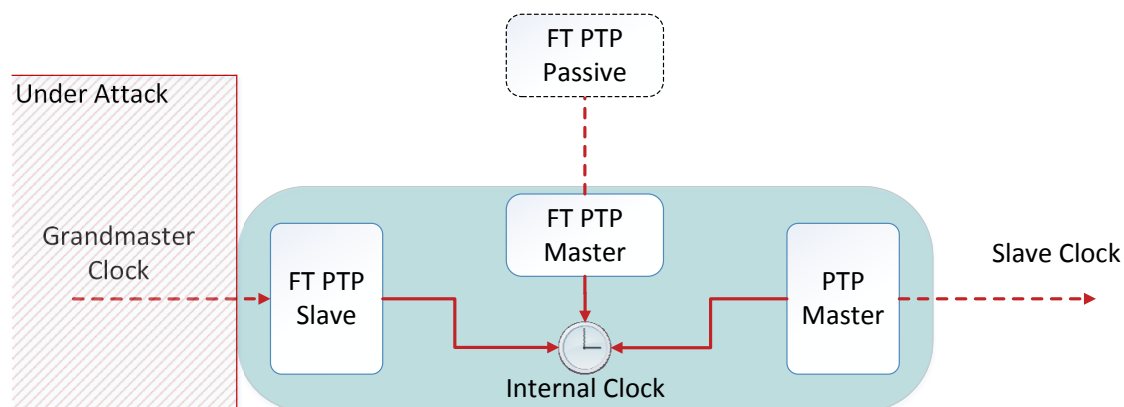 FT PTP
Passive
Under Attack
FT PTP
Master
Grandmaster
Clock
FT PTP
Slave
PTP
Master
Slave Clock
Internal Clock